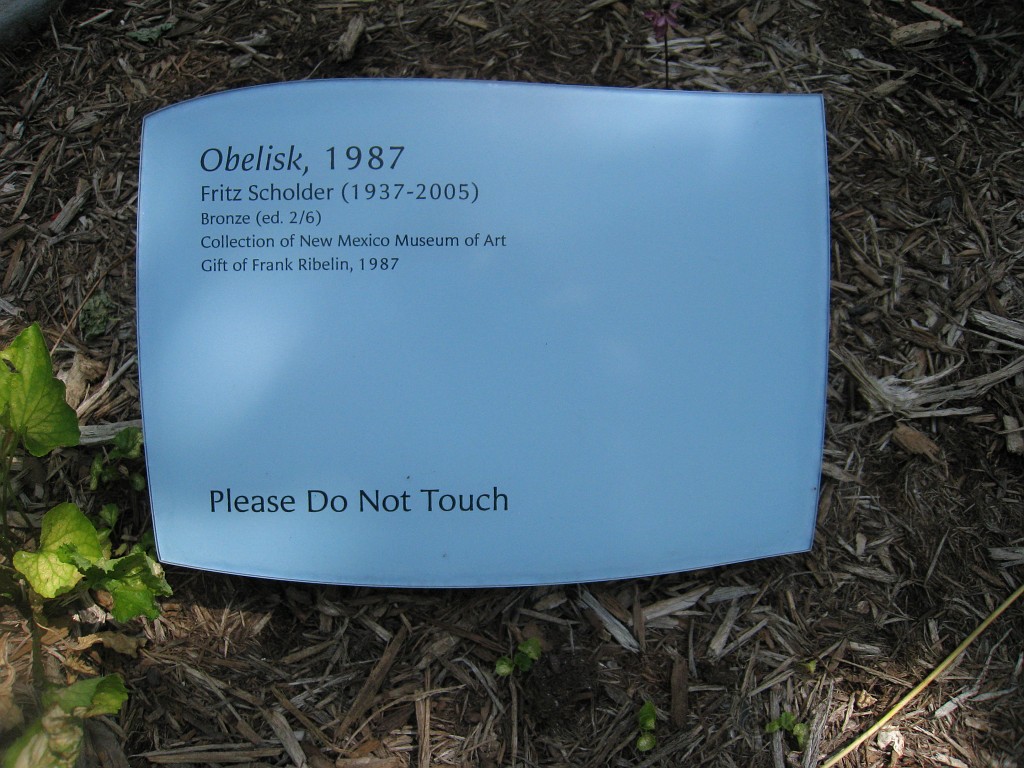 Obelisk, 1987
Fritz Scholder (1937-2005)
Bronze (ed. 2/6)
Collection of New Mexico Museum of Art
Gift of Frank Ribelin, 1987
Please Do Not Touch